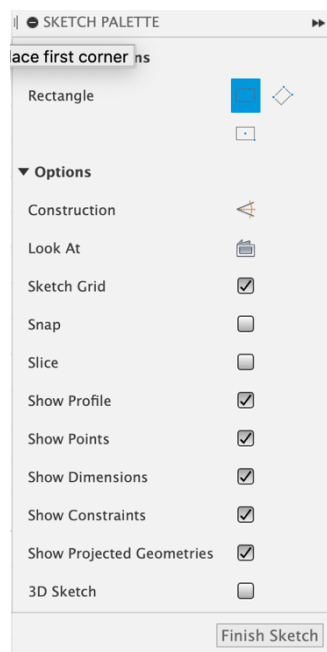 SKETCH PALETTE
lace first corner
ns
Rectangle
Options
Construction
Look At
Sketch Grid
Snap
Slice
Show Profile
Show Points
Show Dimensions
Show Constraints
Show Projected Geometries
3D Sketch
Finish Sketch